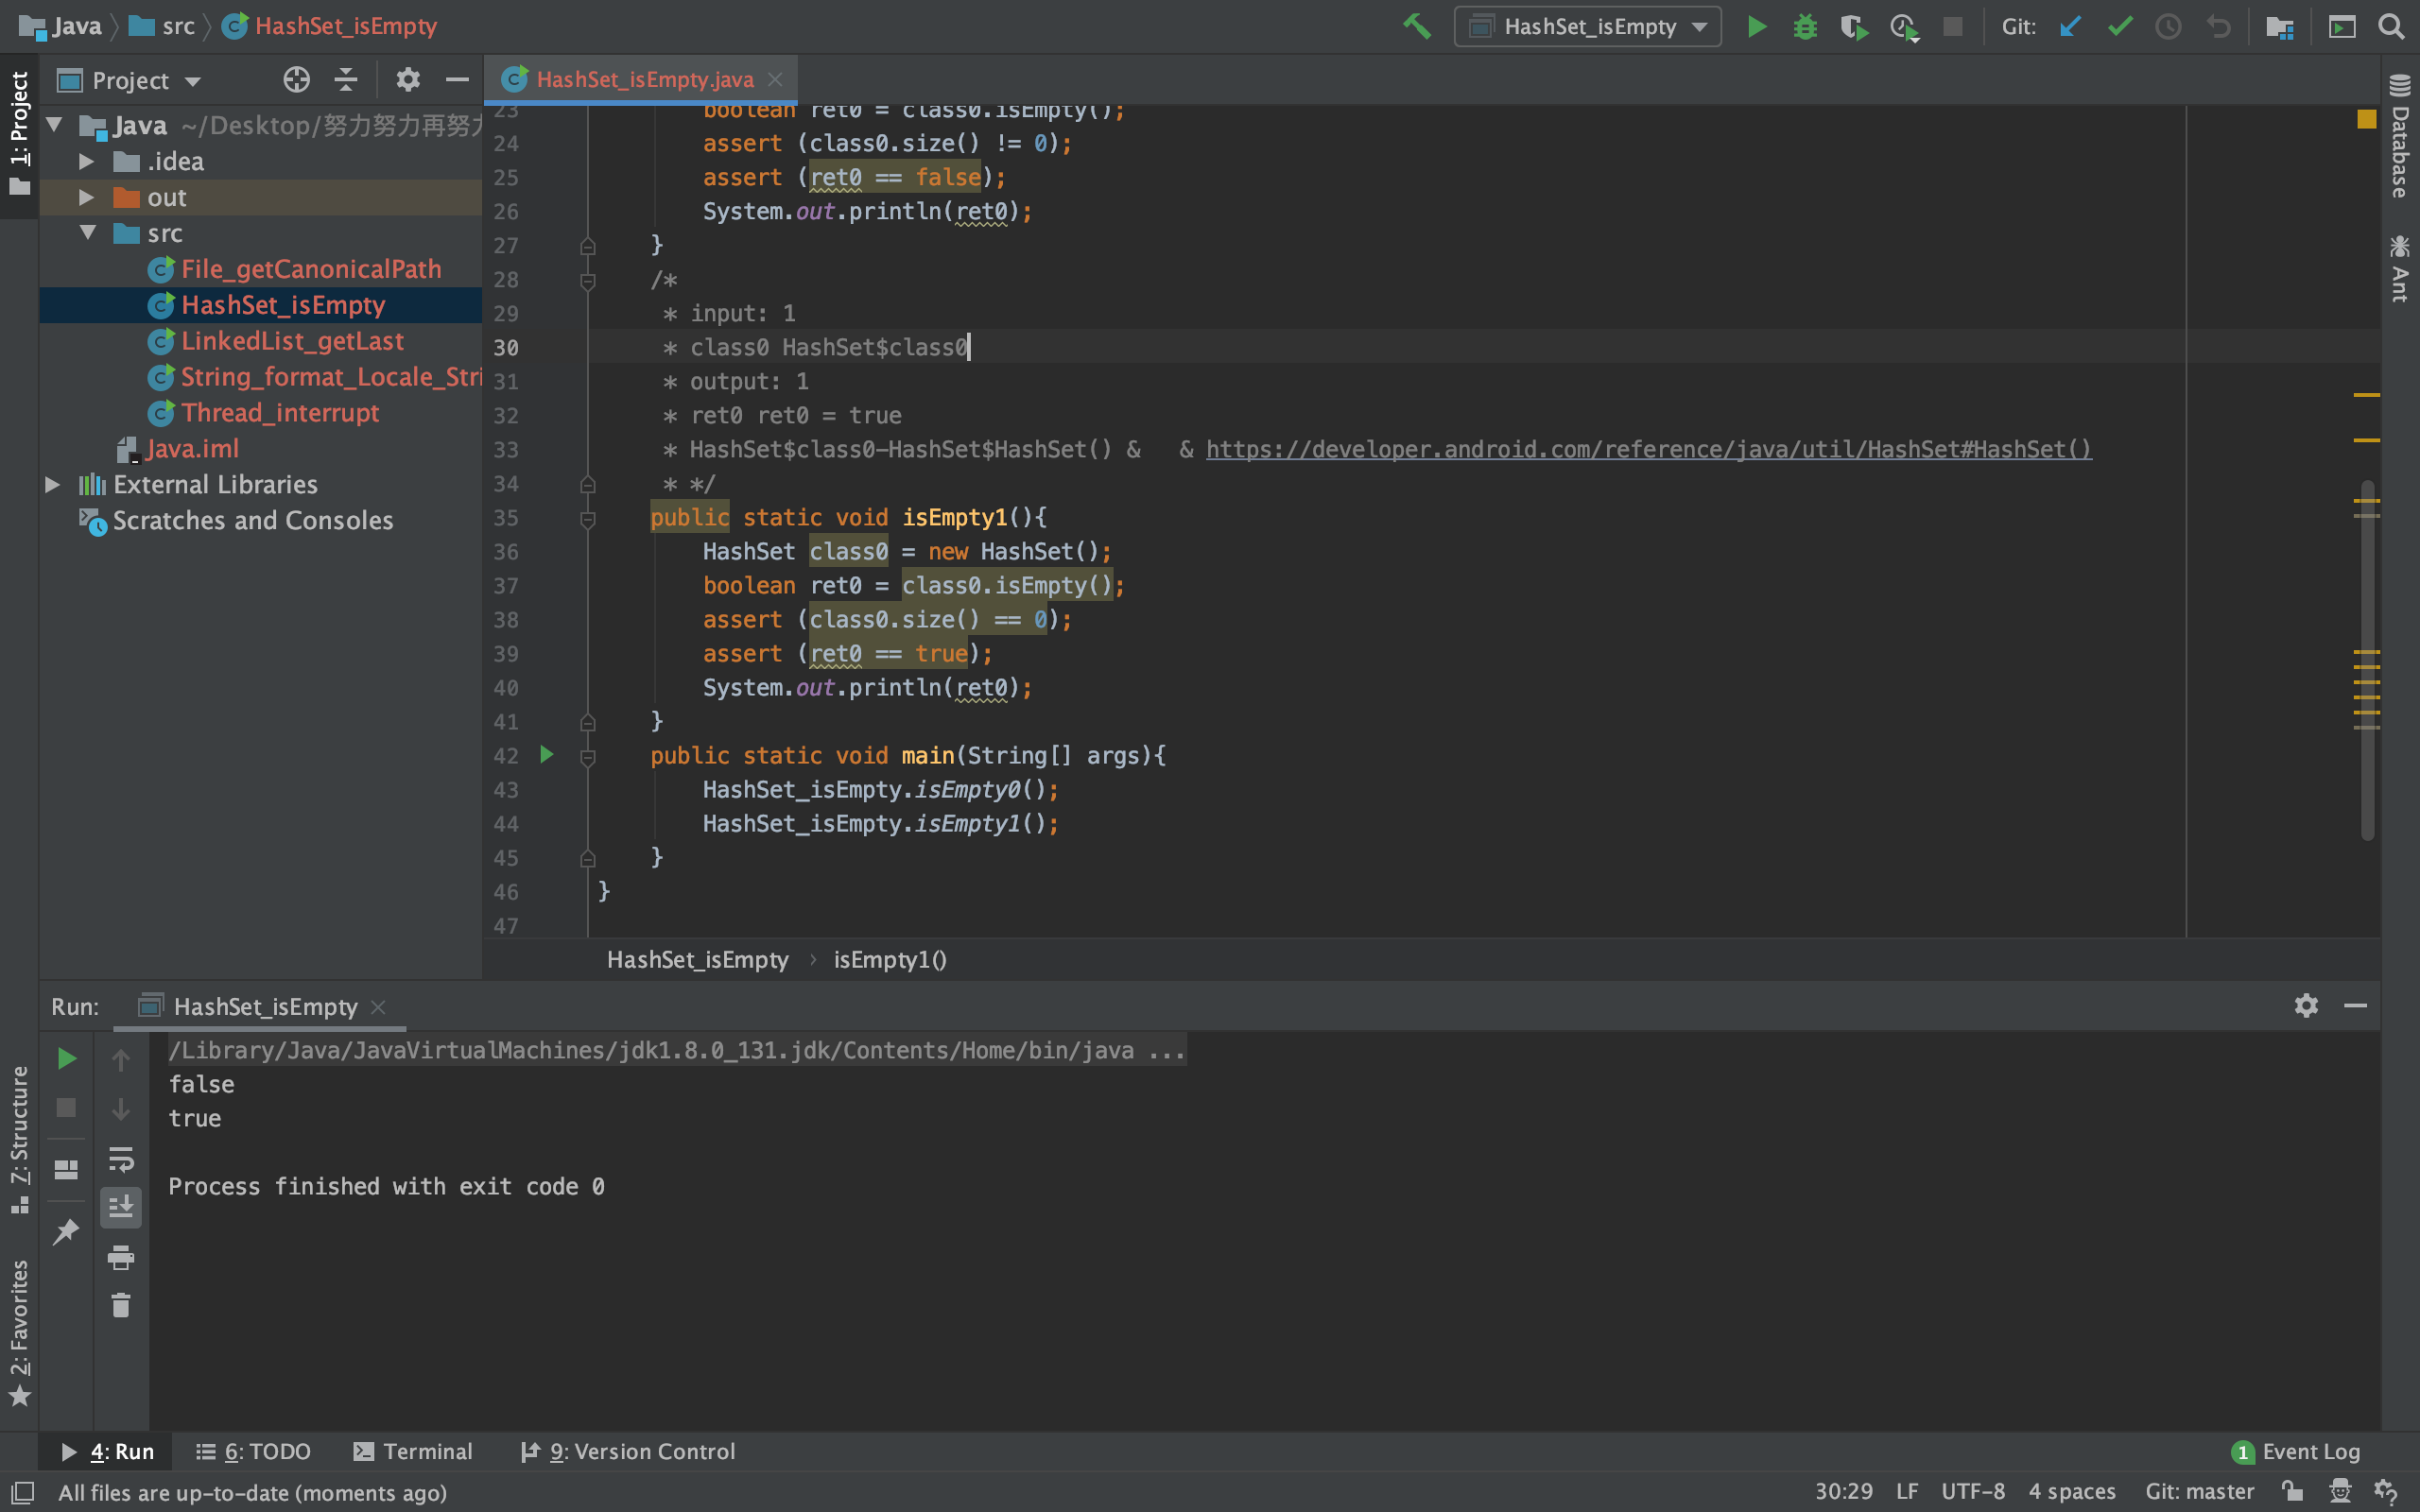 Java src HashSet_isEmpty
HashSet_isEmpty Git:
1: Project
Project
HashSet_isEmpty.java
Java ~/Desktop/努力努力再努力
.idea
out
src
File_getCanonicalPath
HashSet_isEmpty
LinkedList_getLast
String_format_Locale_Stri
Thread_interrupt
Java.iml
External Libraries
Scratches and Consoles
23 boolean ret0 = class0.isEmpty();
24 assert (class0.size() != 0);
25 assert (ret0 == false);
26 System.out.println(ret0);
27 }
28 /*
29 * input: 1
30 * class0 HashSet$class0
31 * output: 1
32 * ret0 ret0 = true
33 * HashSet$class0-HashSet$HashSet() & & https://developer.android.com/reference/java/util/HashSet#HashSet()
34 * */
35 public static void isEmpty1(){
36 HashSet class0 = new HashSet();
37 boolean ret0 = class0.isEmpty();
38 assert (class0.size() == 0);
39 assert (ret0 == true);
40 System.out.println(ret0);
41 }
42 public static void main(String[] args){
43 HashSet_isEmpty.isEmpty0();
44 HashSet_isEmpty.isEmpty1();
45 }
46 }
47
HashSet_isEmpty › isEmpty1()
Database
Ant
Run: HashSet_isEmpty
/Library/Java/JavaVirtualMachines/jdk1.8.0_131.jdk/Contents/Home/bin/java ...
false
true
Process finished with exit code 0
7: Structure
2: Favorites
4: Run 6: TODO Terminal 9: Version Control 1 Event Log
All files are up-to-date (moments ago) 30:29 LF UTF-8 4 spaces Git: master